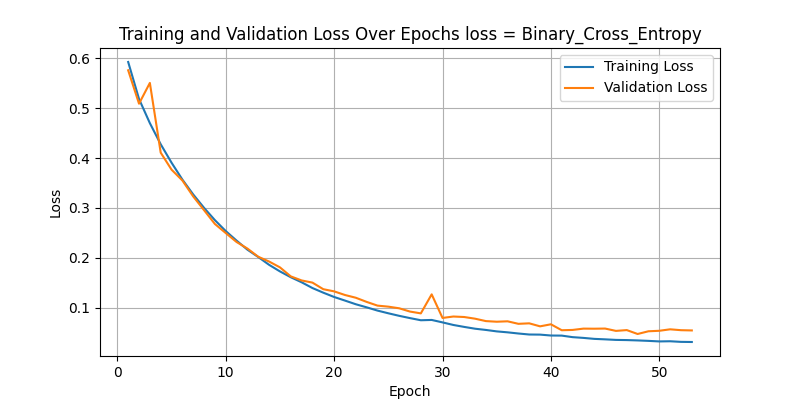 Training and Validation Loss Over Epochs loss = Binary_Cross_Entropy
Training Loss
Validation Loss
0.6
0.5
0.4
0.3
0.2
0.1
Loss
0 10 20 30 40 50
Epoch